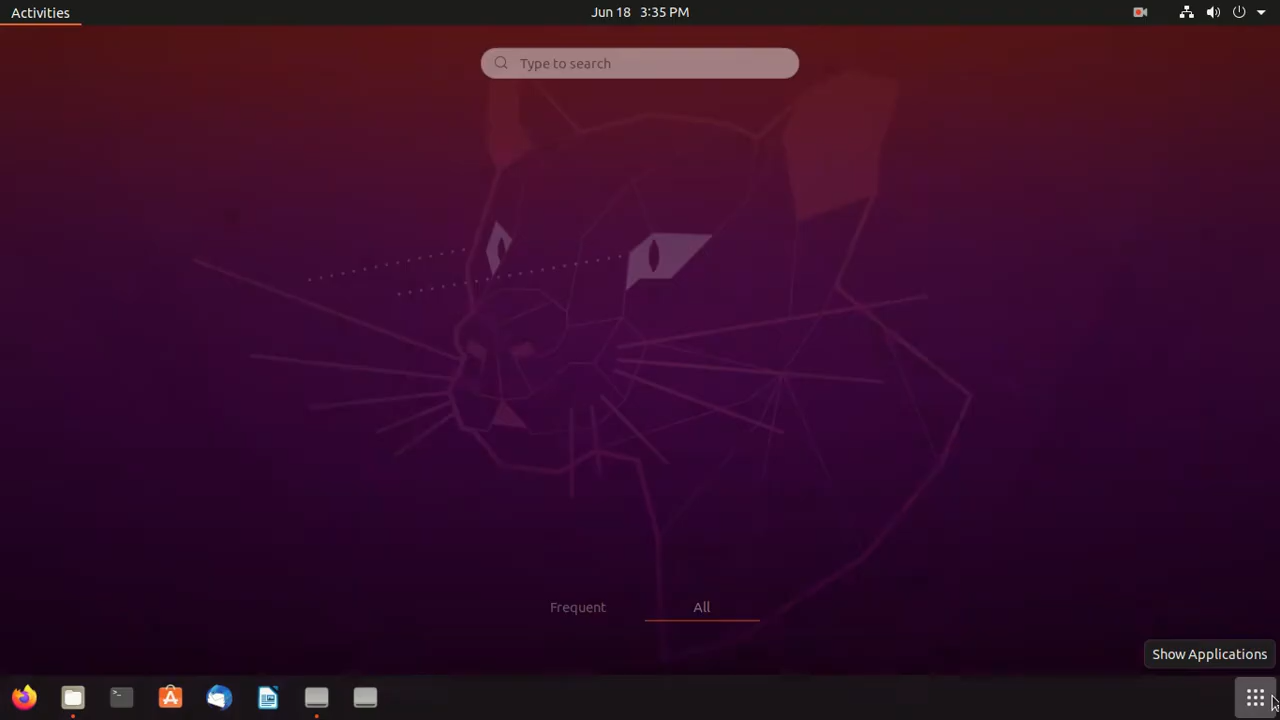 Activities
Jun 18 3:35 PM
Type to search
Frequent
All
Show Applications